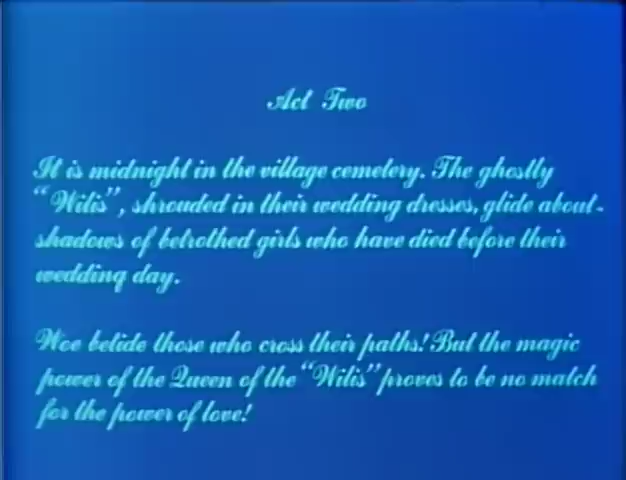 Act Two
It is midnight in the village cemetery. The ghostly
"Wilis", shrouded in their wedding dresses, glide about-
shadows of betrothed girls who have died before their
wedding day.
Woe betide those who cross their paths! But the magic
power of the Queen of the "Wilis" proves to be no match
for the power of love!